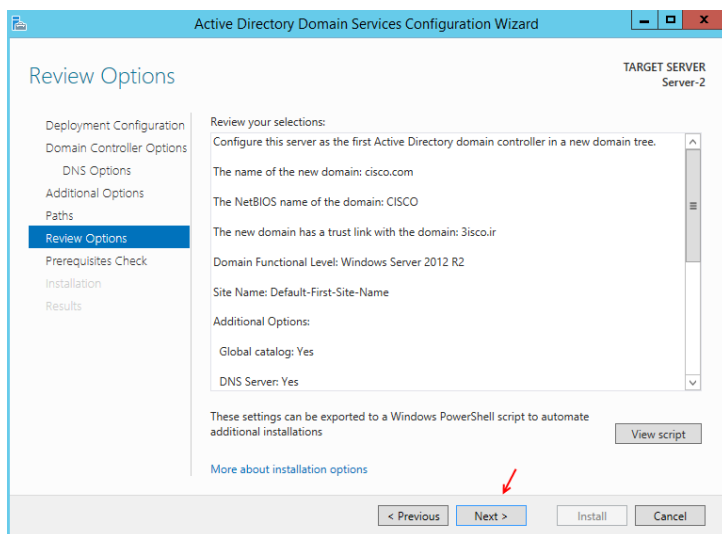 Active Directory Domain Services Configuration Wizard
Review Options
TARGET SERVER
Server-2
Deployment Configuration
Domain Controller Options
DNS Options
Additional Options
Paths
Review Options
Prerequisites Check
Installation
Results
Review your selections:
Configure this server as the first Active Directory domain controller in a new domain tree.
The name of the new domain: cisco.com
The NetBIOS name of the domain: CISCO
The new domain has a trust link with the domain: 3isco.ir
Domain Functional Level: Windows Server 2012 R2
Site Name: Default-First-Site-Name
Additional Options:
Global catalog: Yes
DNS Server: Yes
These settings can be exported to a Windows PowerShell script to automate
additional installations
View script
More about installation options
< Previous
Next >
Install
Cancel